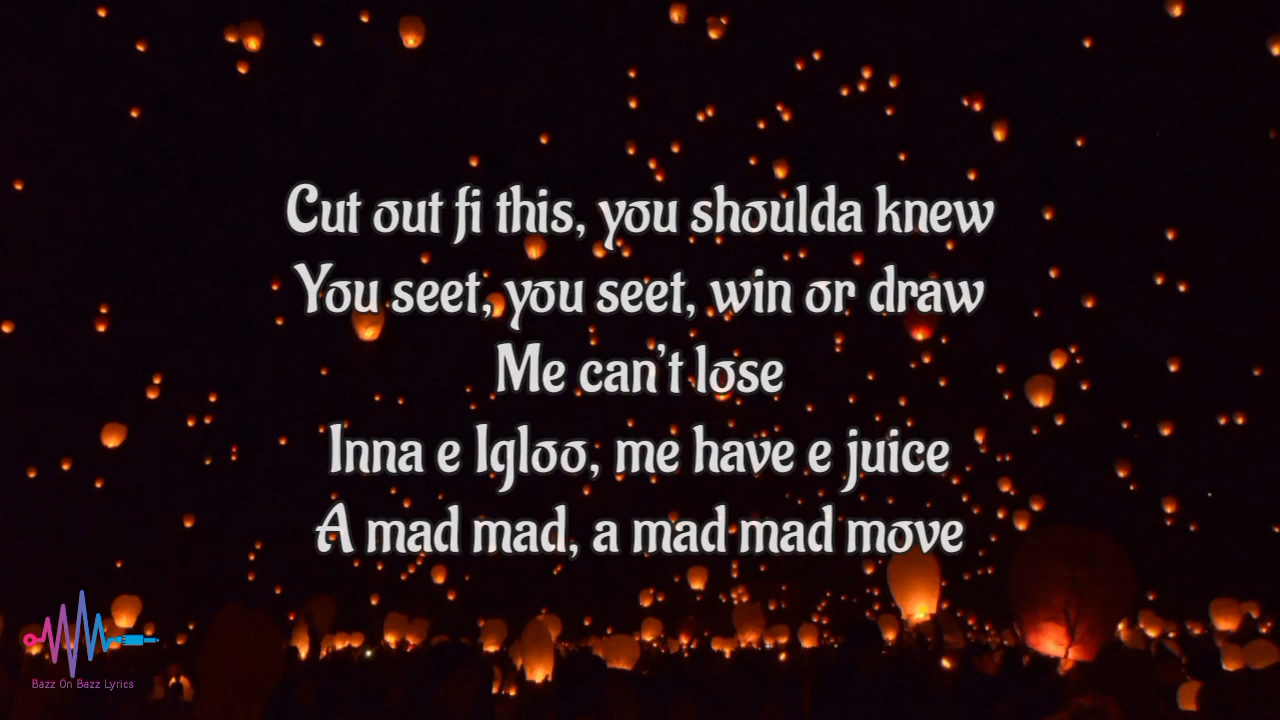 Cut out fi this, you shoulda knew
You seet, you seet, win or draw
Me can't lose
Inna e Igloo, me have e juice
A mad mad, a mad mad move
Bazz On Bazz Lyrics